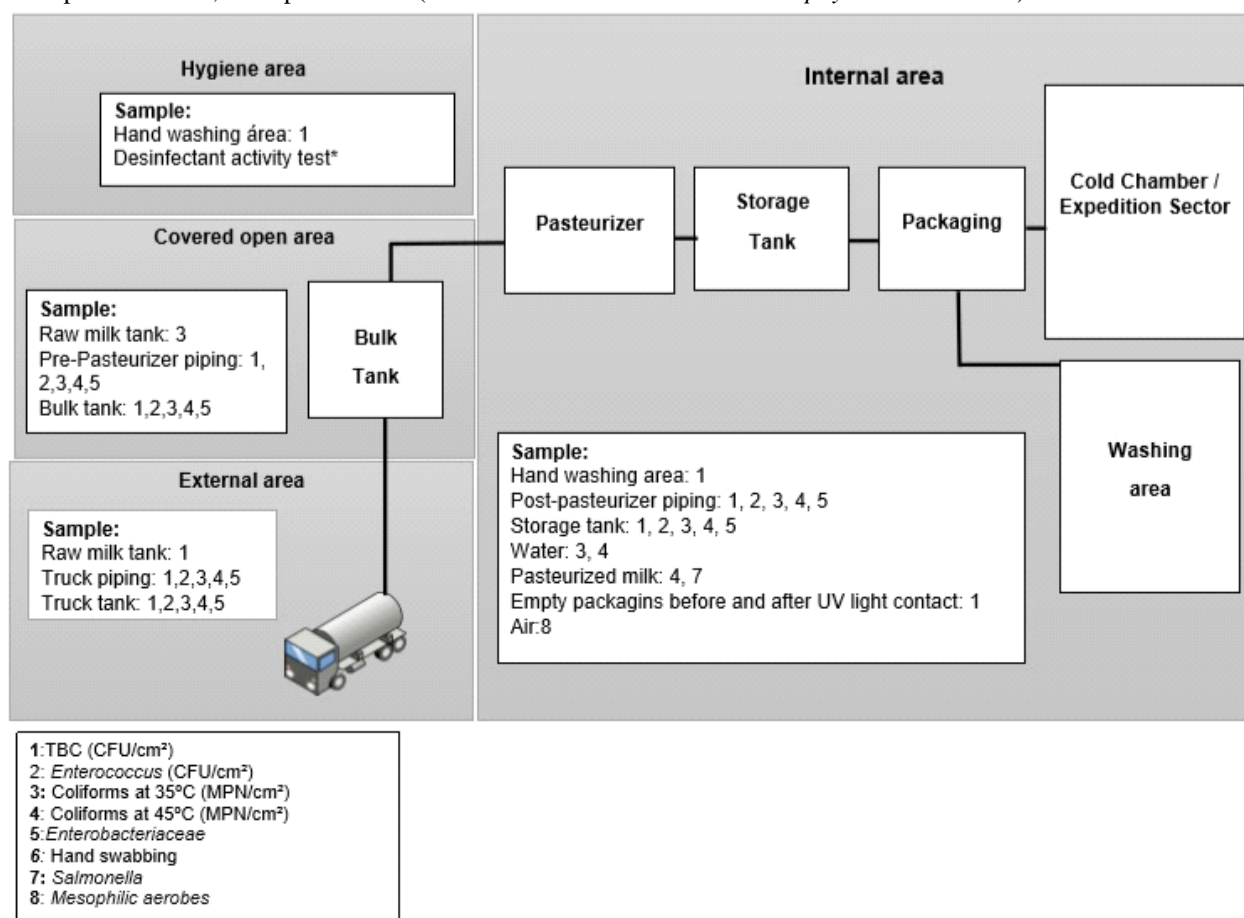 Hygiene area
Sample:
Hand washing área: 1
Desinfectant activity test*
Covered open area
Sample:
Raw milk tank: 3
Pre-Pasteurizer piping: 1,
2,3,4,5
Bulk tank: 1,2,3,4,5
Bulk
Tank
External area
Sample:
Raw milk tank: 1
Truck piping: 1,2,3,4,5
Truck tank: 1,2,3,4,5
Internal area
Pasteurizer
Storage
Tank
Packaging
Cold Chamber /
Expedition Sector
Washing
area
Sample:
Hand washing area: 1
Post-pasteurizer piping: 1, 2, 3, 4, 5
Storage tank: 1, 2, 3, 4, 5
Water: 3, 4
Pasteurized milk: 4, 7
Empty packagins before and after UV light contact: 1
Air:8
1:TBC (CFU/cm²)
2: Enterococcus (CFU/cm²)
3: Coliforms at 35ºC (MPN/cm²)
4: Coliforms at 45ºC (MPN/cm²)
5:Enterobacteriaceae
6: Hand swabbing
7: Salmonella
8: Mesophilic aerobes